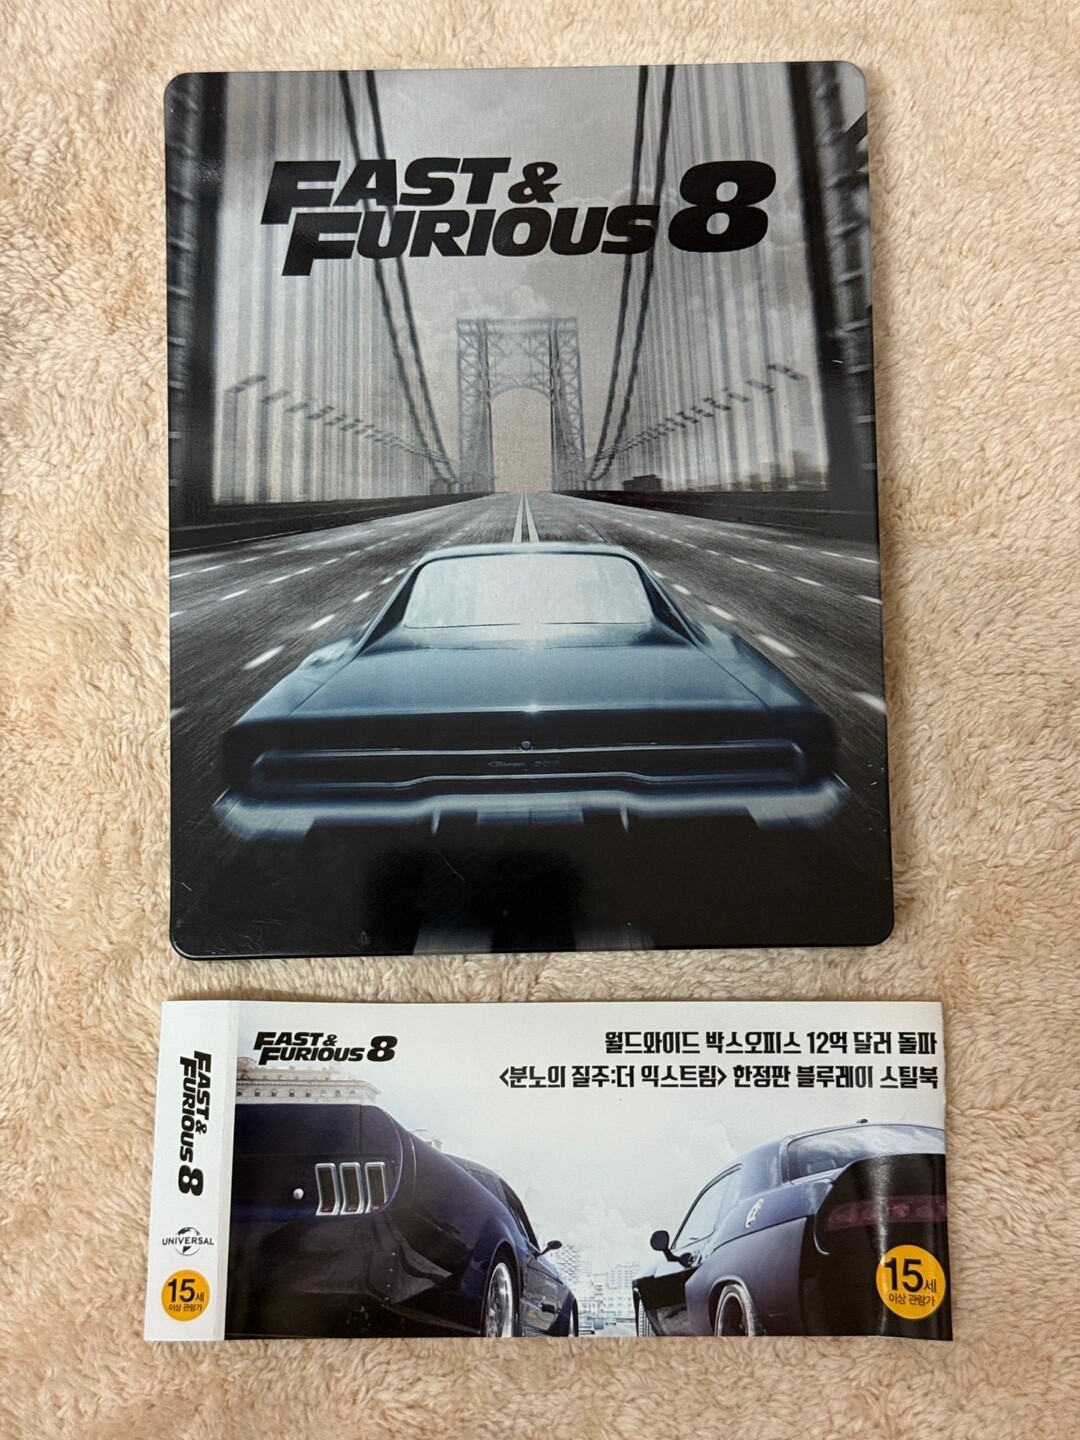 FAST &
FURIOUS 8
FAST &
FURIOUS 8
UNIVERSAL
15세
이상 관람가
FAST &
FURIOUS 8
월드와이드 박스오피스 12억 달러 돌파
<분노의 질주:더 익스트림> 한정판 블루레이 스틸북
15세
이상 관람가